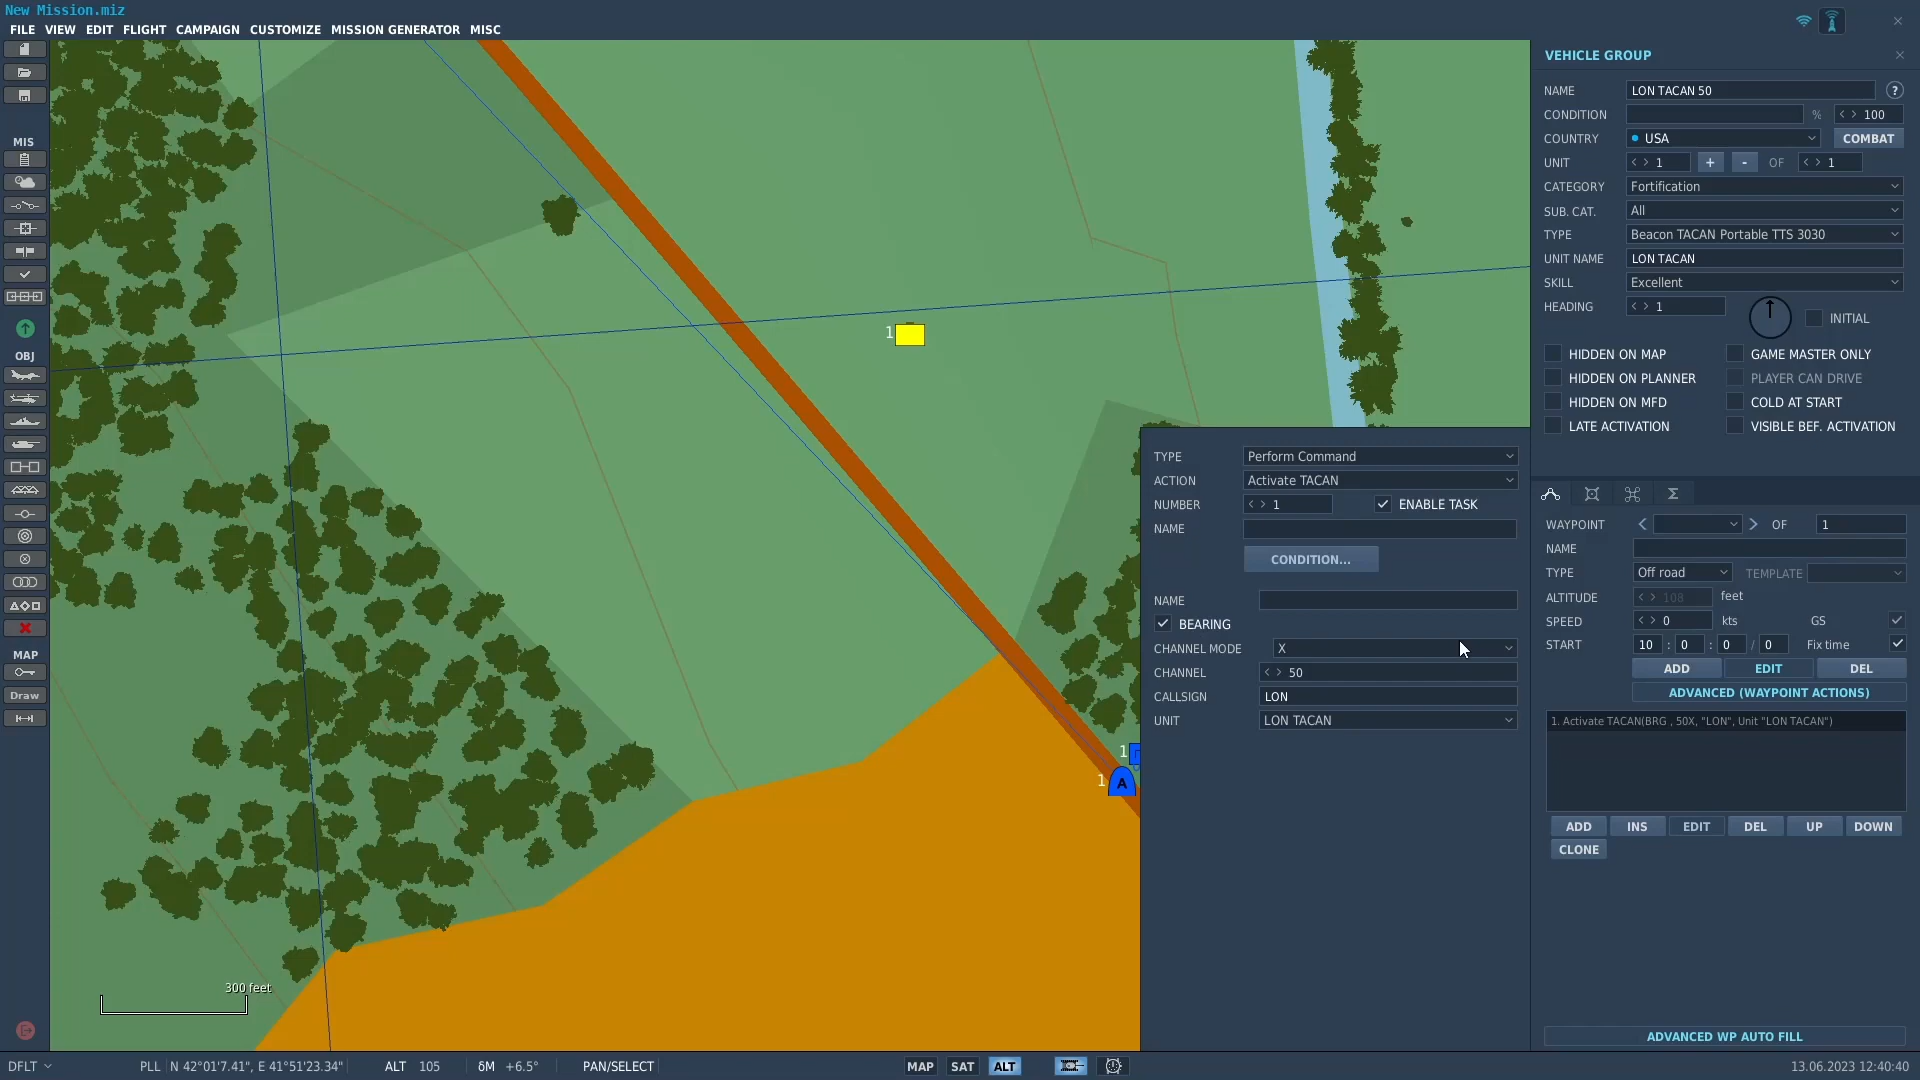 New Mission.miz
FILE VIEW EDIT FLIGHT CAMPAIGN CUSTOMIZE MISSION GENERATOR MISC
MIS
OBJ
MAP
Draw
1
1
1
A
300 feet
VEHICLE GROUP
NAME LON TACAN 50 ?
CONDITION % < > 100
COUNTRY USA COMBAT
UNIT < > 1 + - OF < > 1
CATEGORY Fortification
SUB. CAT. All
TYPE Beacon TACAN Portable TTS 3030
UNIT NAME LON TACAN
SKILL Excellent
HEADING < > 1 INITIAL
HIDDEN ON MAP GAME MASTER ONLY
HIDDEN ON PLANNER PLAYER CAN DRIVE
HIDDEN ON MFD COLD AT START
LATE ACTIVATION VISIBLE BEF. ACTIVATION
TYPE Perform Command
ACTION Activate TACAN
NUMBER < > 1 ENABLE TASK
NAME
CONDITION...
NAME
BEARING
CHANNEL MODE X
CHANNEL < > 50
CALLSIGN LON
UNIT LON TACAN
WAYPOINT < > OF 1
NAME
TYPE Off road TEMPLATE
ALTITUDE < > 108 feet
SPEED < > 0 kts GS
START 10 : 0 : 0 / 0 Fix time
ADD EDIT DEL
ADVANCED (WAYPOINT ACTIONS)
1. Activate TACAN(BRG , 50X, "LON", Unit "LON TACAN")
ADD INS EDIT DEL UP DOWN
CLONE
ADVANCED WP AUTO FILL
DFLT PLL N 42°01'7.41", E 41°51'23.34" ALT 105 δM +6.5° PAN/SELECT MAP SAT ALT 13.06.2023 12:40:40